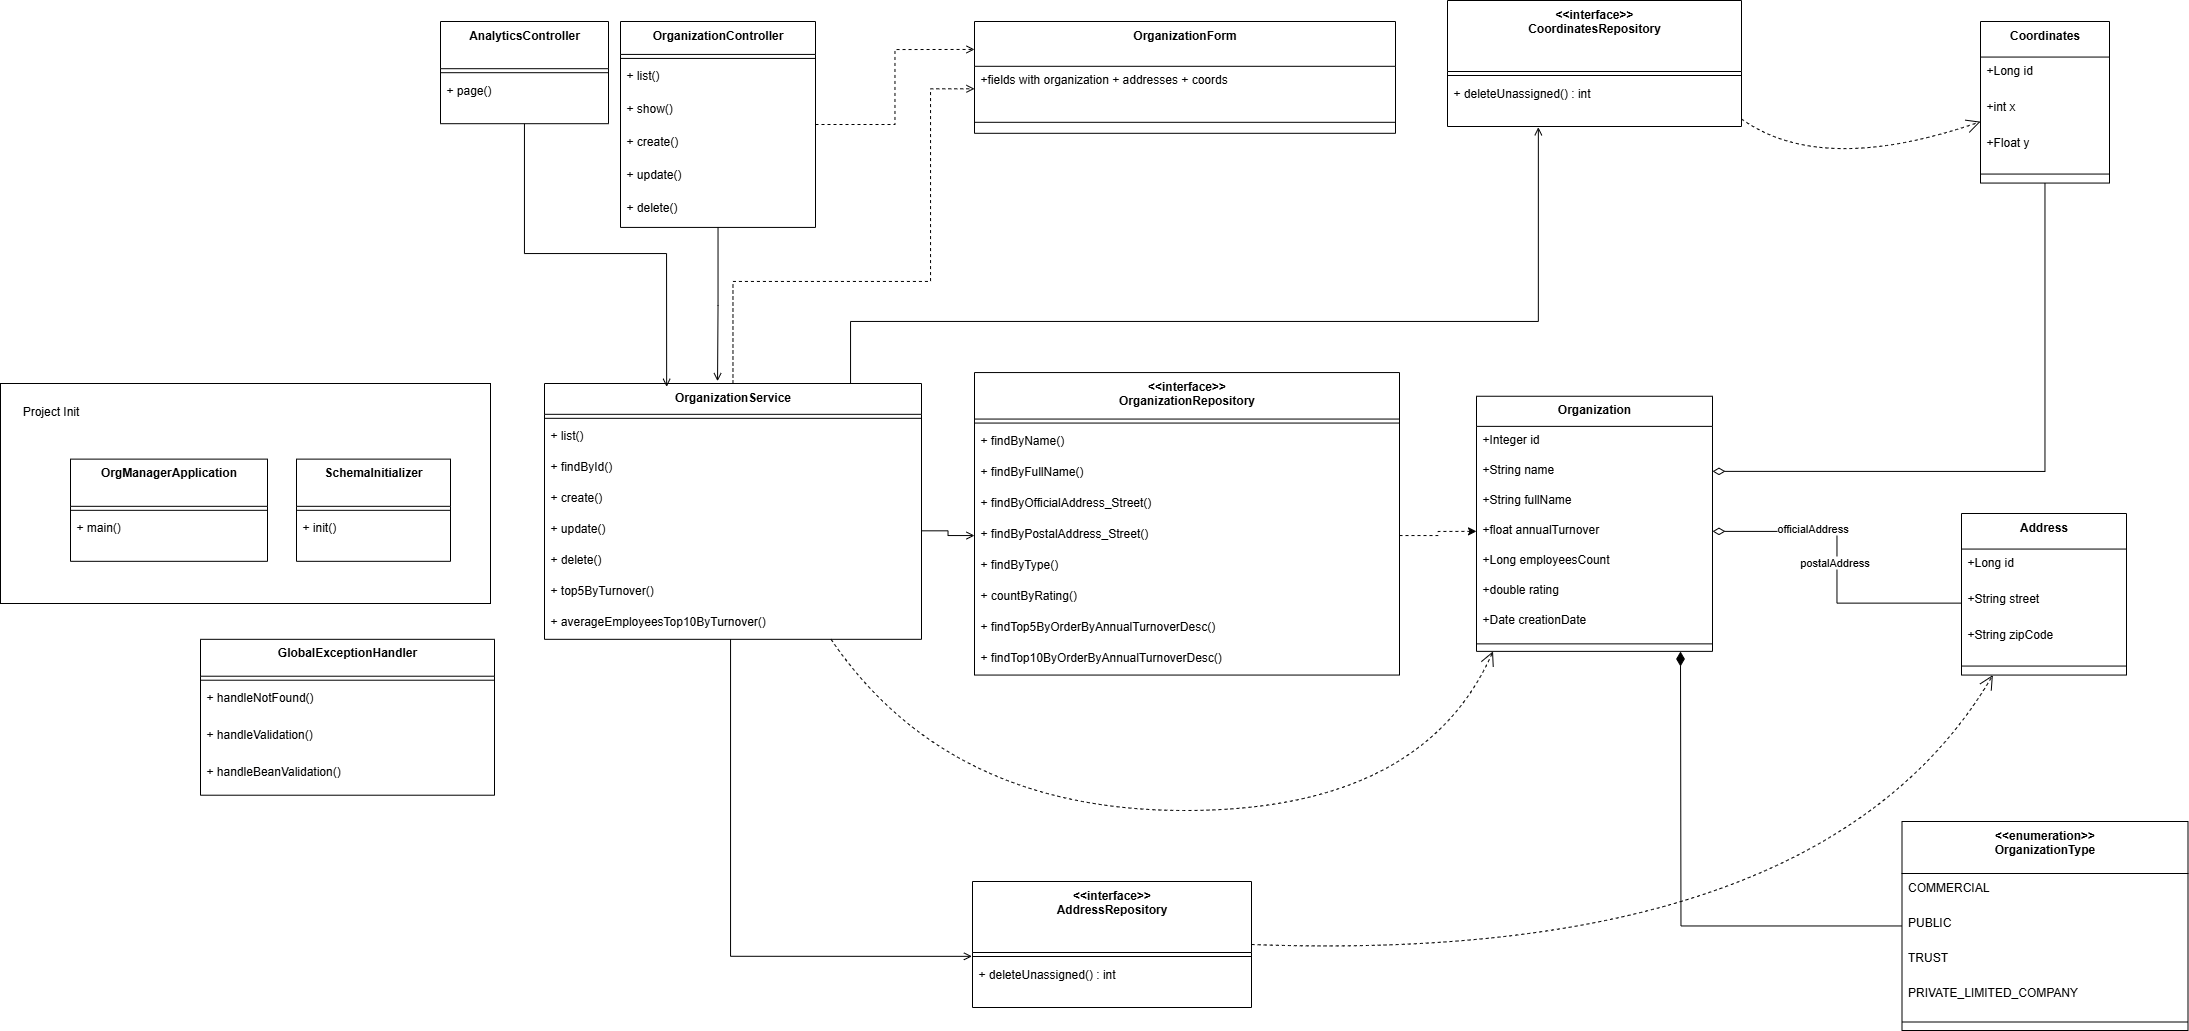 AnalyticsController
+ page()
OrganizationController
+ list()
+ show()
+ create()
+ update()
+ delete()
OrganizationForm
+fields with organization + addresses + coords
<<interface>>
CoordinatesRepository
+ deleteUnassigned() : int
Coordinates
+Long id
+int x
+Float y
Project Init
OrgManagerApplication
+ main()
SchemaInitializer
+ init()
GlobalExceptionHandler
+ handleNotFound()
+ handleValidation()
+ handleBeanValidation()
OrganizationService
+ list()
+ findById()
+ create()
+ update()
+ delete()
+ top5ByTurnover()
+ averageEmployeesTop10ByTurnover()
<<interface>>
OrganizationRepository
+ findByName()
+ findByFullName()
+ findByOfficialAddress_Street()
+ findByPostalAddress_Street()
+ findByType()
+ countByRating()
+ findTop5ByOrderByAnnualTurnoverDesc()
+ findTop10ByOrderByAnnualTurnoverDesc()
Organization
+Integer id
+String name
+String fullName
+float annualTurnover
+Long employeesCount
+double rating
+Date creationDate
officialAddress
postalAddress
Address
+Long id
+String street
+String zipCode
<<interface>>
AddressRepository
+ deleteUnassigned() : int
<<enumeration>>
OrganizationType
COMMERCIAL
PUBLIC
TRUST
PRIVATE_LIMITED_COMPANY